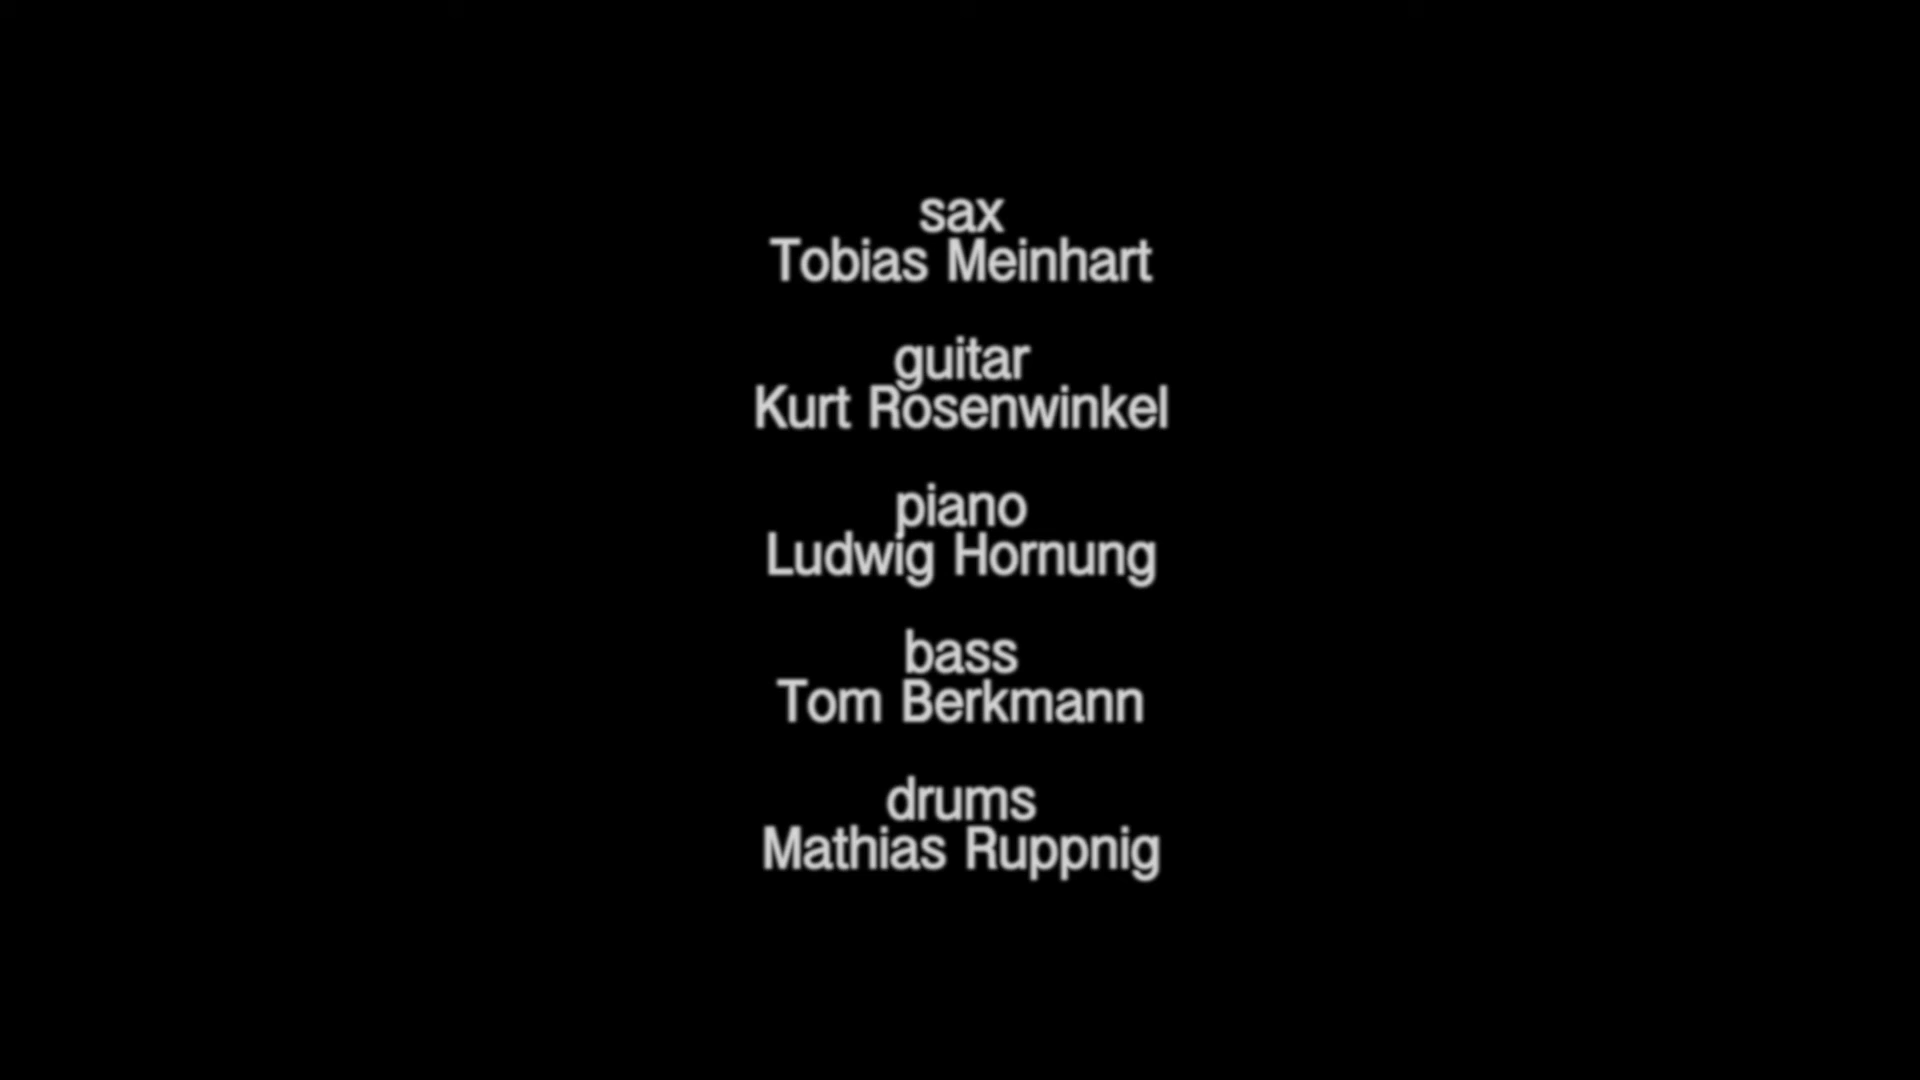 sax
Tobias Meinhart
guitar
Kurt Rosenwinkel
piano
Ludwig Hornung
bass
Tom Berkmann
drums
Mathias Ruppnig